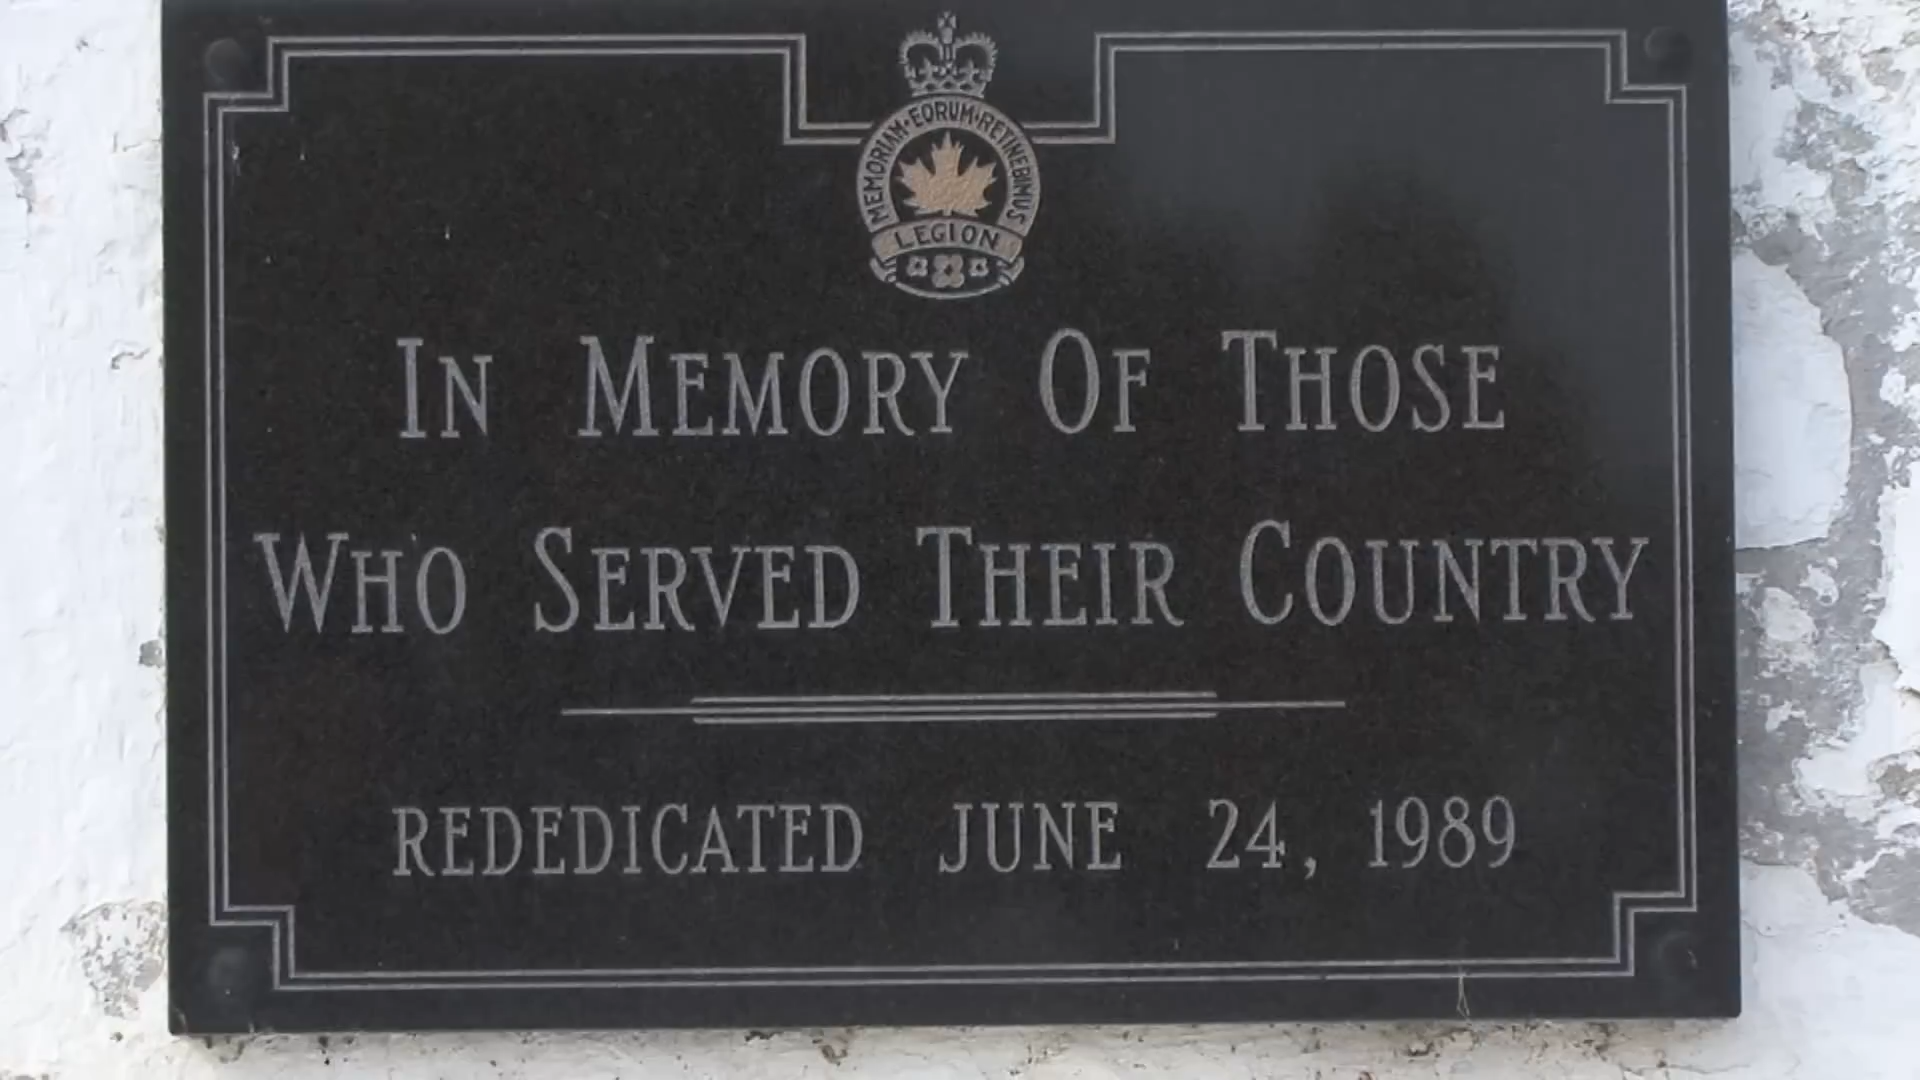 MEMORIAM·EORUM·RETINEBIMUS
LEGION
IN MEMORY OF THOSE
WHO SERVED THEIR COUNTRY
REDEDICATED JUNE 24, 1989